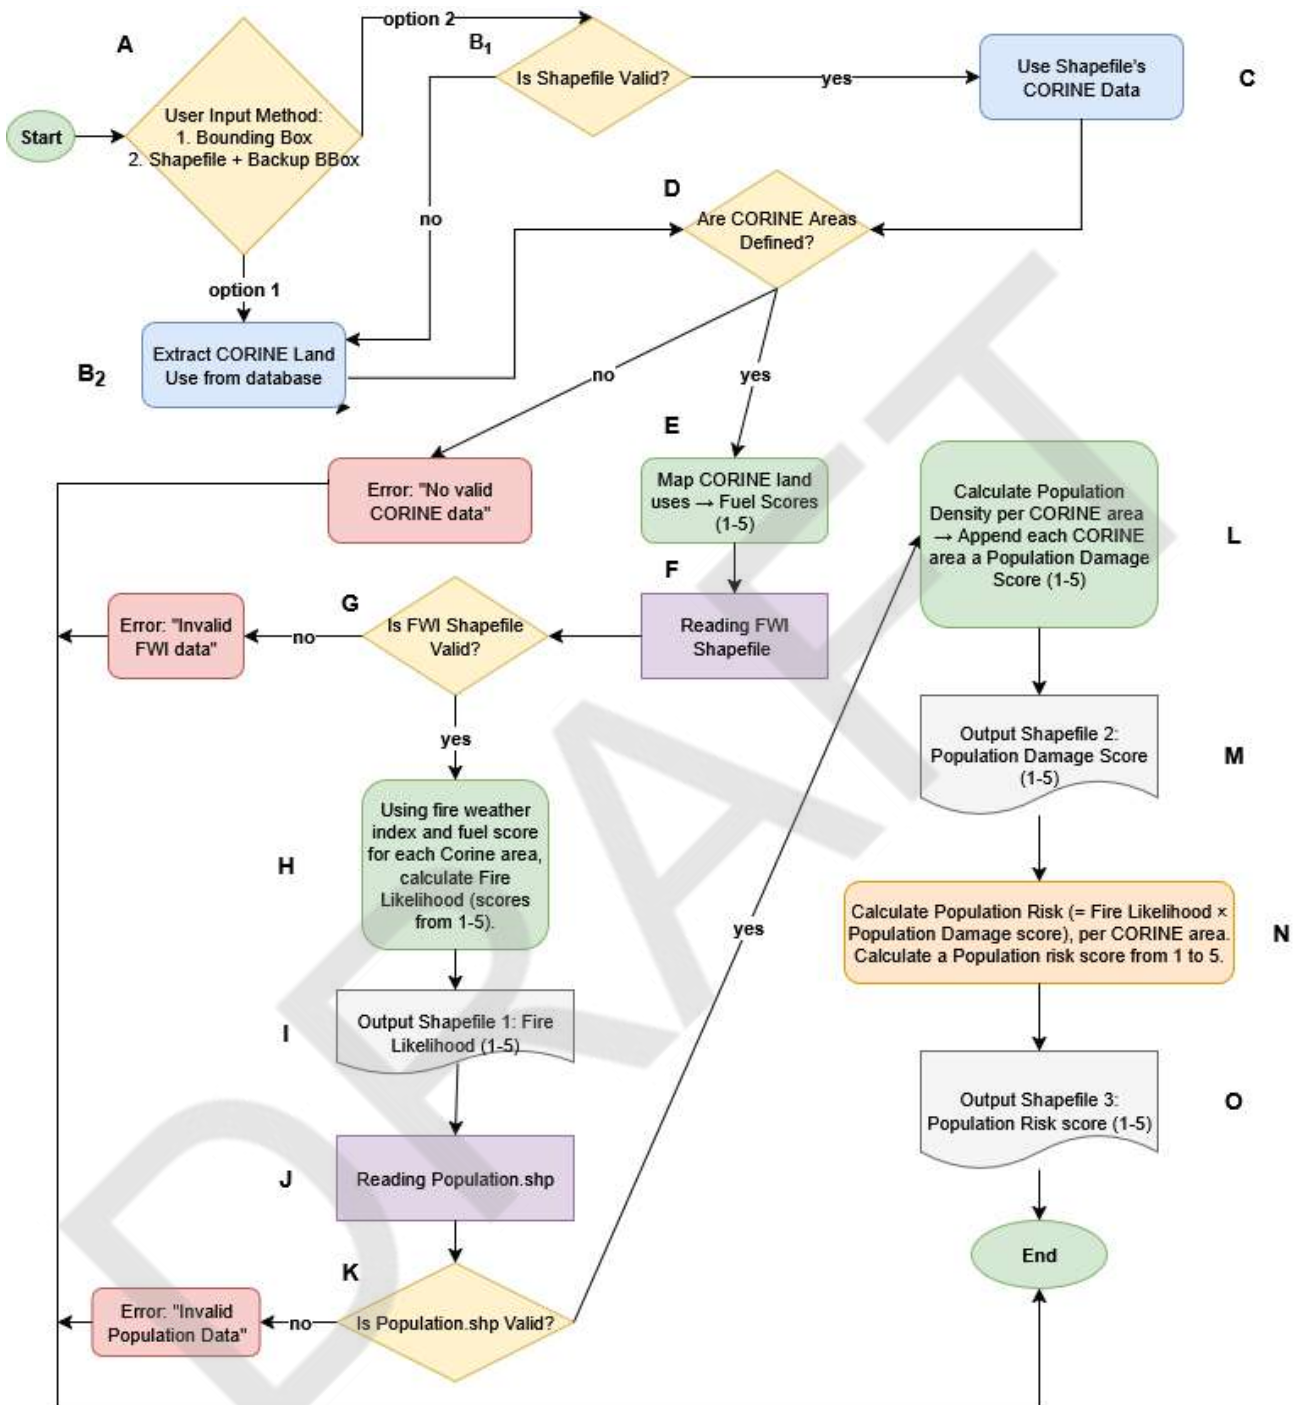 option 2
A
B1
Is Shapefile Valid?
yes
Use Shapefile's
CORINE Data
C
Start
User Input Method:
1. Bounding Box
2. Shapefile + Backup BBox
no
D
Are CORINE Areas
Defined?
option 1
B2
Extract CORINE Land
Use from database
no
yes
E
Error: "No valid
CORINE data"
Map CORINE land
uses → Fuel Scores
(1-5)
Calculate Population
Density per CORINE area
→ Append each CORINE
area a Population Damage
Score (1-5)
L
F
G
Error: "Invalid
FWI data"
no
Is FWI Shapefile
Valid?
Reading FWI
Shapefile
yes
Output Shapefile 2:
Population Damage Score
(1-5)
M
H
Using fire weather
index and fuel score
for each Corine area,
calculate Fire
Likelihood (scores
from 1-5).
yes
Calculate Population Risk (= Fire Likelihood ×
Population Damage score), per CORINE area.
Calculate a Population risk score from 1 to 5.
N
I
Output Shapefile 1: Fire
Likelihood (1-5)
Output Shapefile 3:
Population Risk score (1-5)
O
J
Reading Population.shp
End
K
Error: "Invalid
Population Data"
no
Is Population.shp Valid?
DRAFT